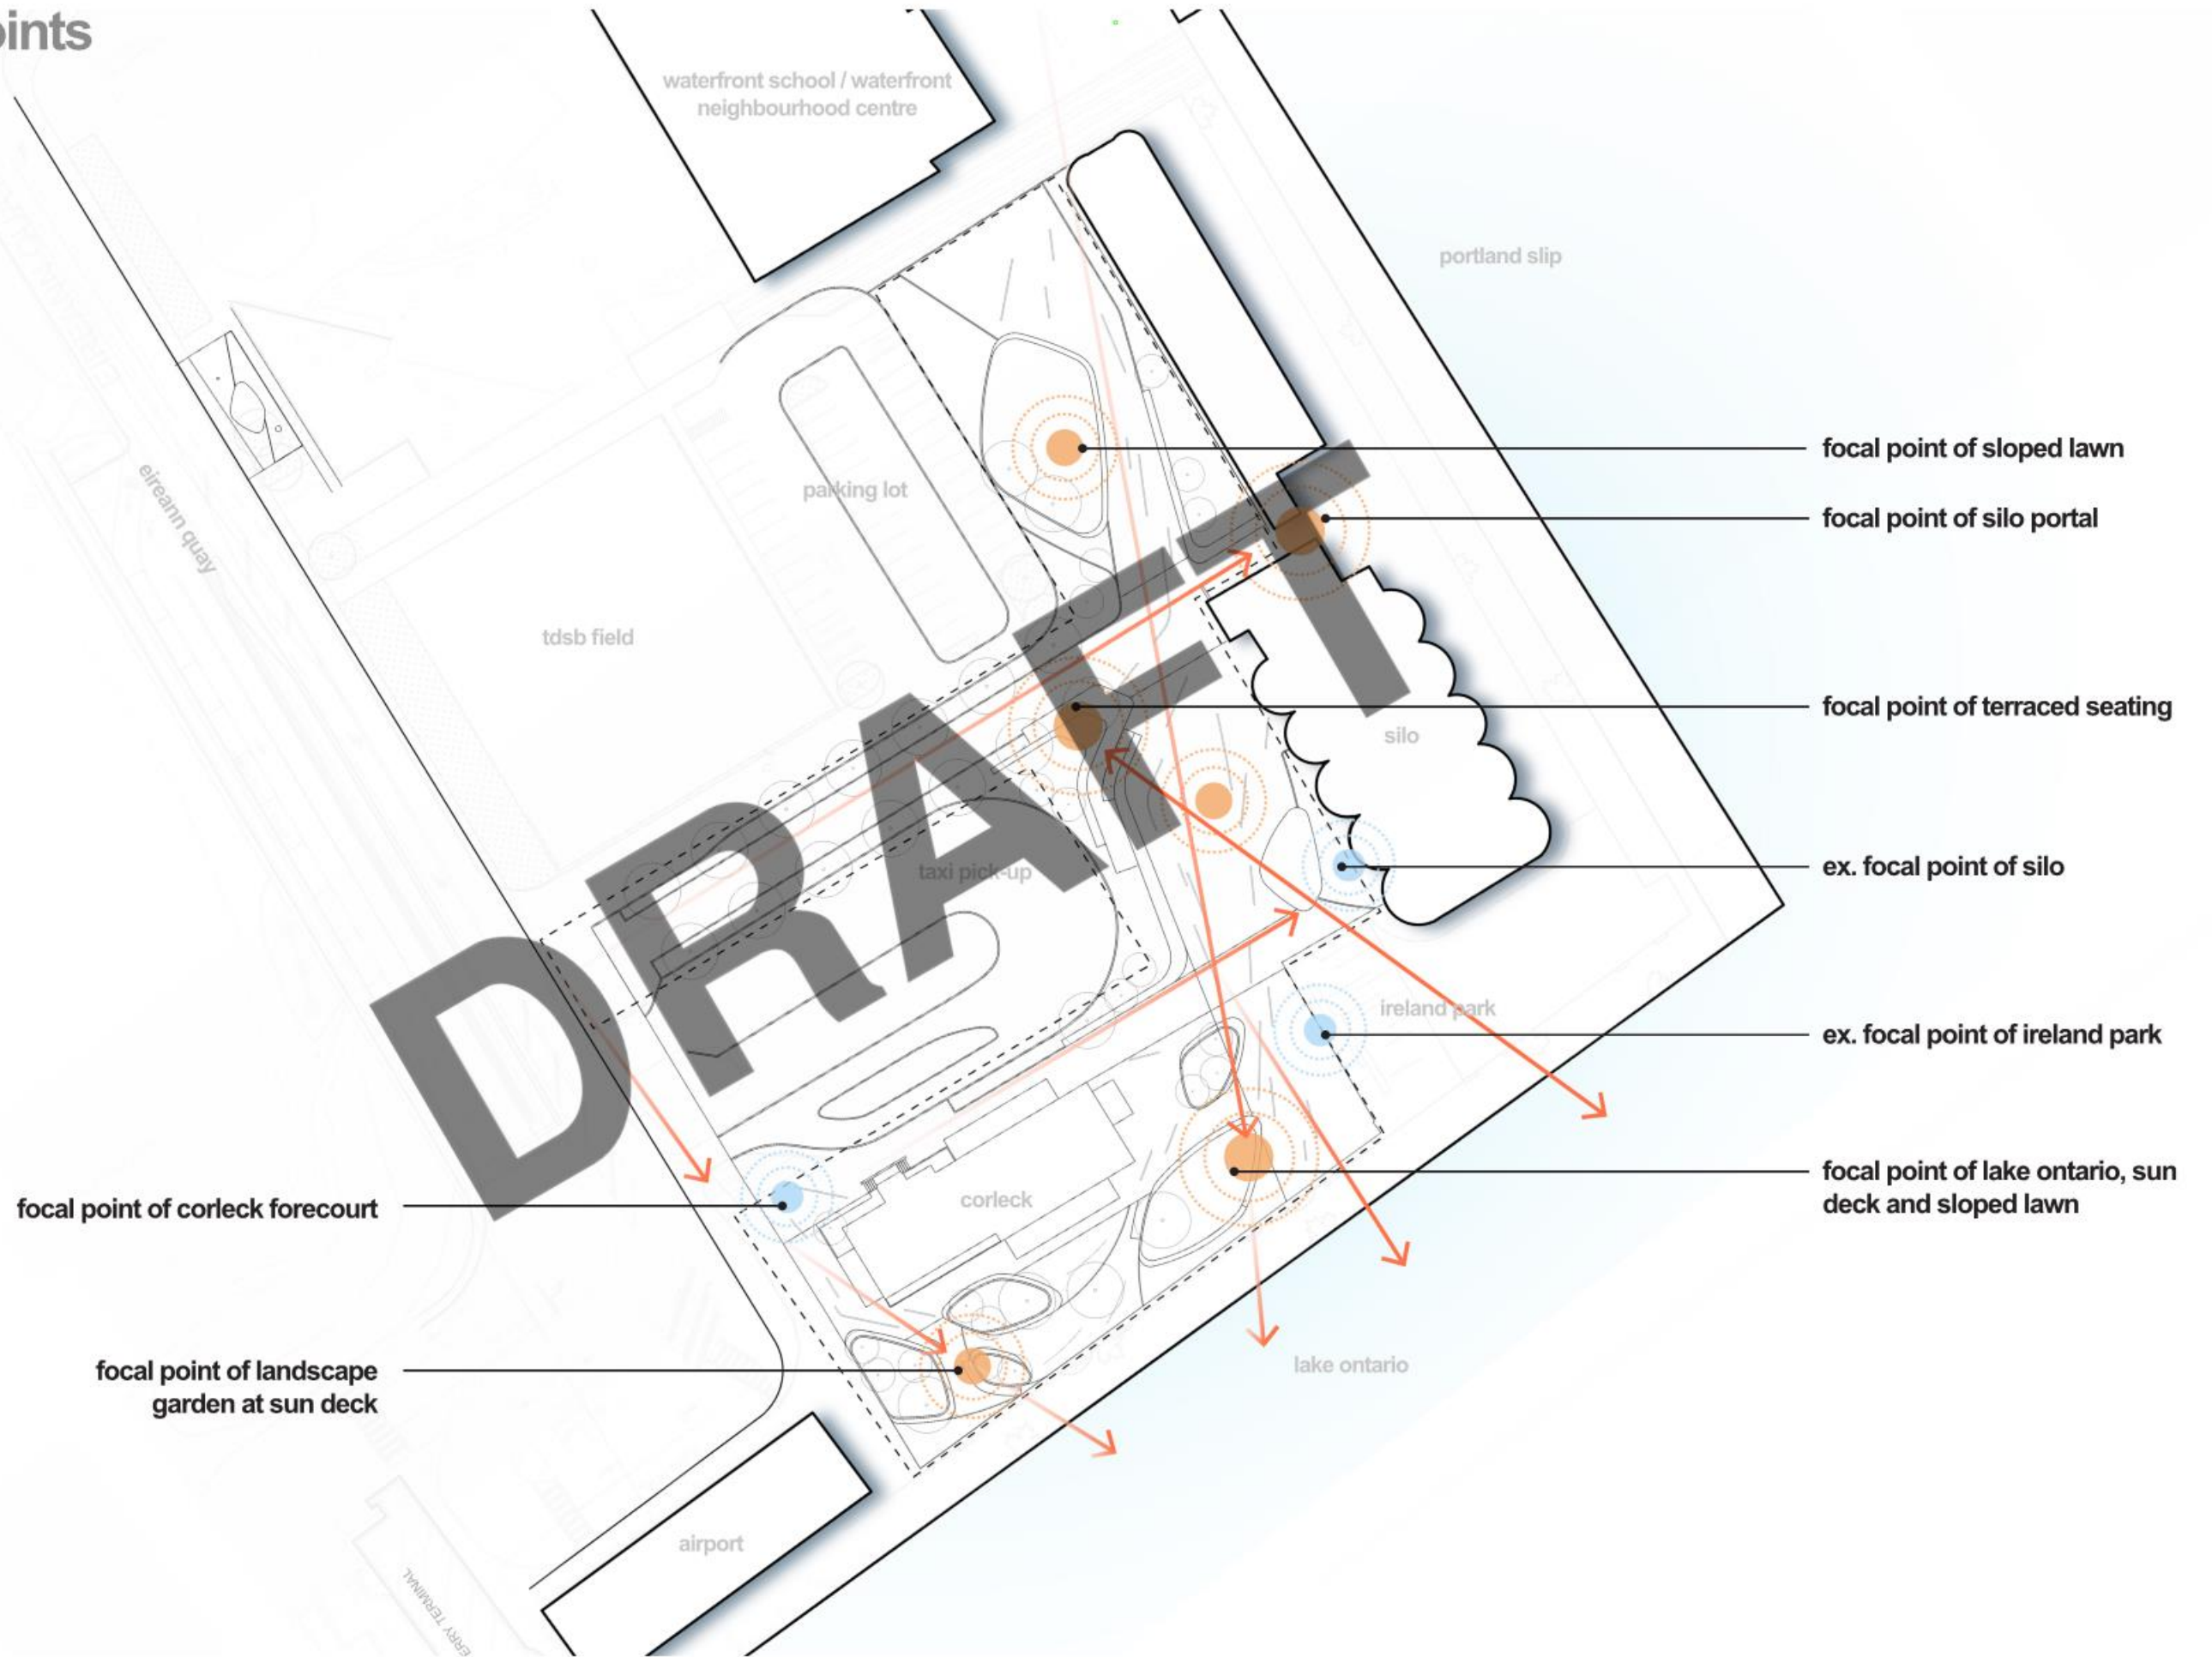 ints
waterfront school / waterfront
neighbourhood centre
portland slip
focal point of sloped lawn
parking lot
eireann quay
focal point of silo portal
tdsb field
focal point of terraced seating
silo
DRAFT
taxi pick-up
ex. focal point of silo
ireland park
ex. focal point of ireland park
focal point of lake ontario, sun
deck and sloped lawn
focal point of corleck forecourt
corleck
lake ontario
focal point of landscape
garden at sun deck
airport
ERRY TERMINAL